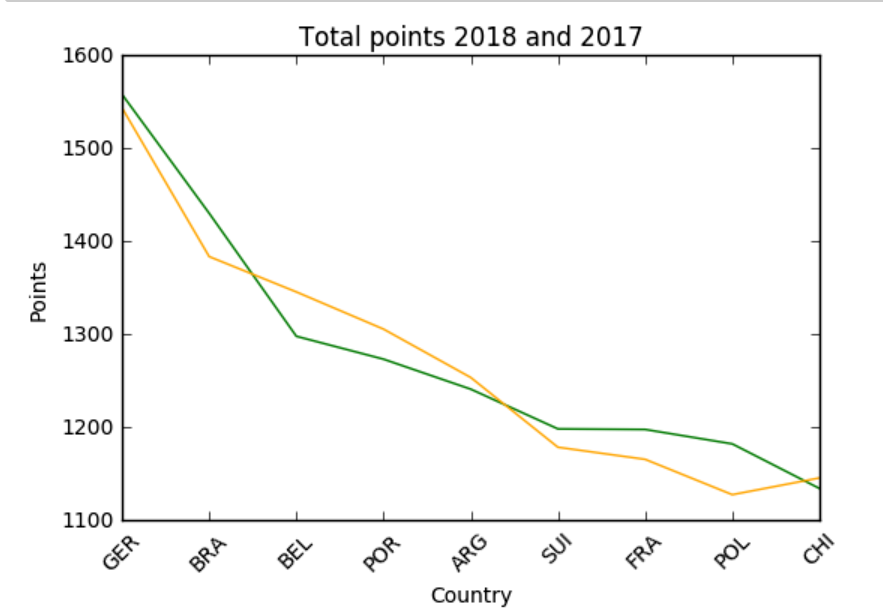 Total points 2018 and 2017
1600
1500
1400
1300
1200
1100
Points
GER BRA BEL POR ARG SUI FRA POL CHI
Country